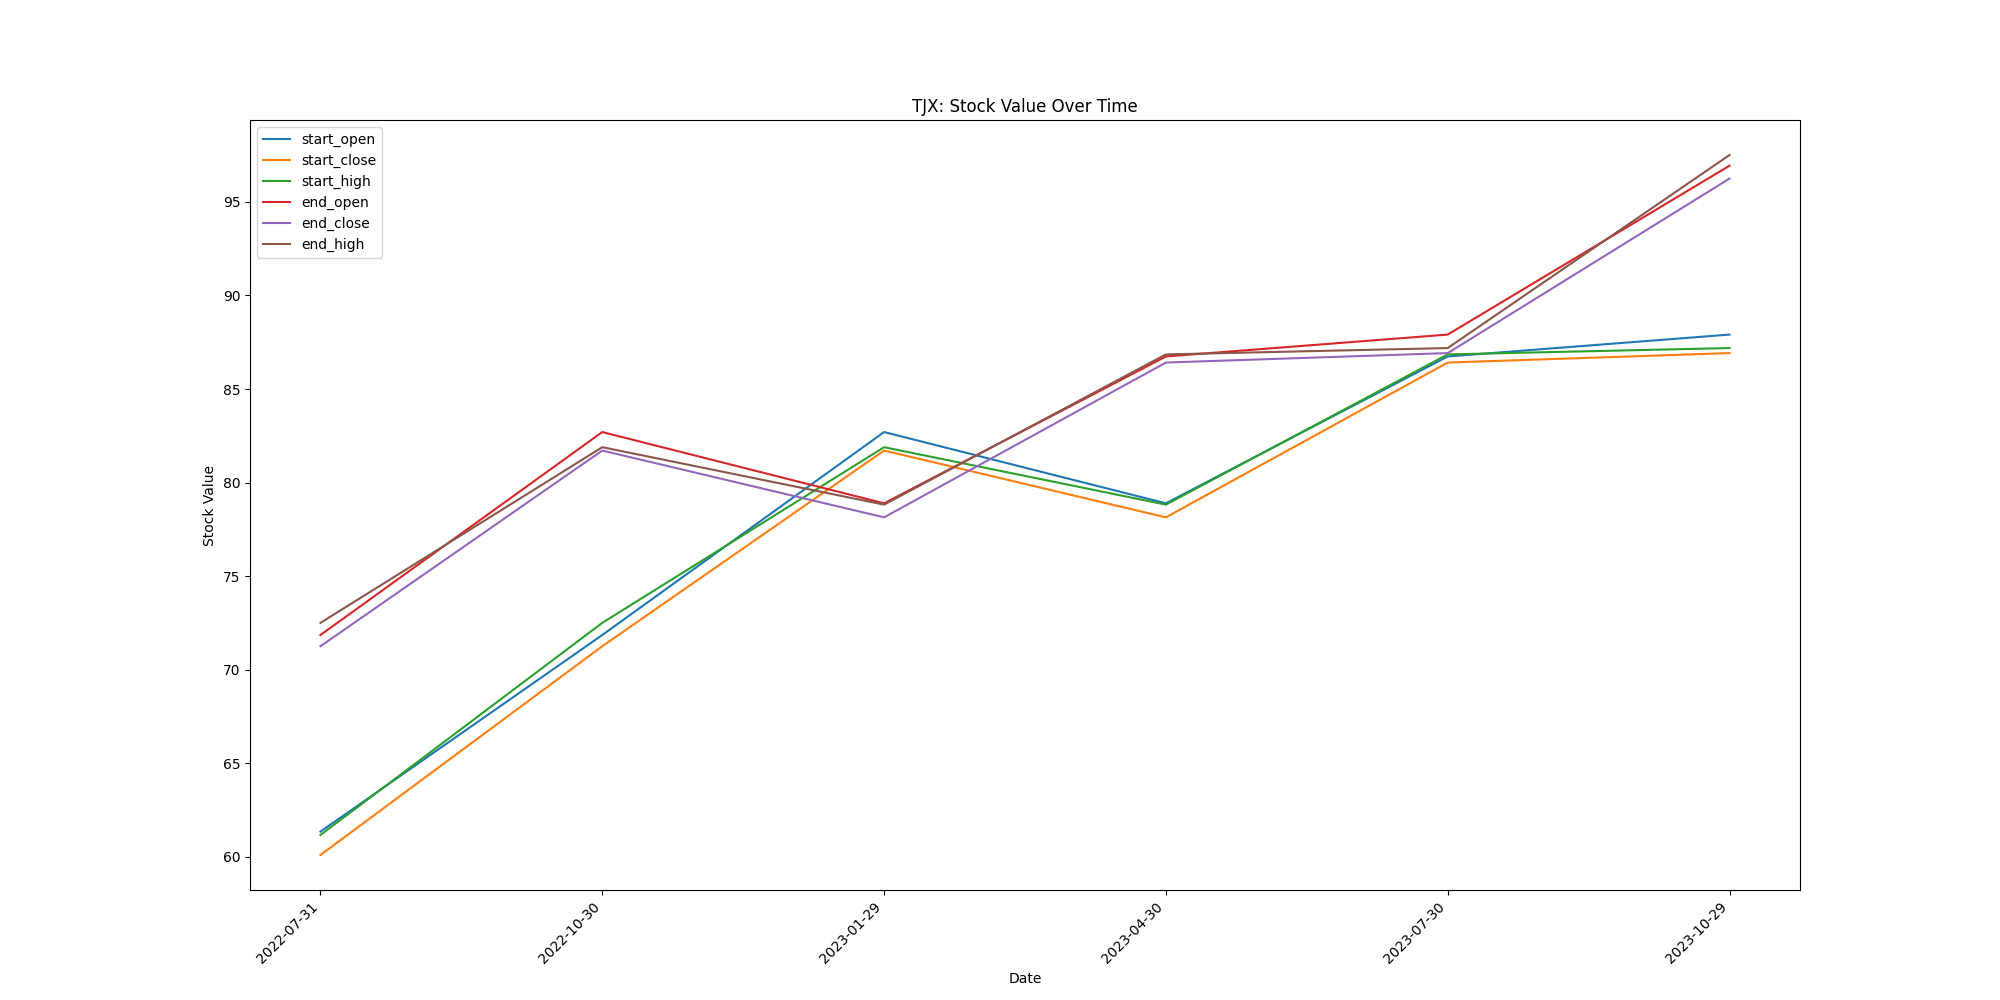 TJX: Stock Value Over Time
start_open
start_close
start_high
end_open
end_close
end_high
Stock Value
95
90
85
80
75
70
65
60
2022-07-31
2022-10-30
2023-01-29
2023-04-30
2023-07-30
2023-10-29
Date